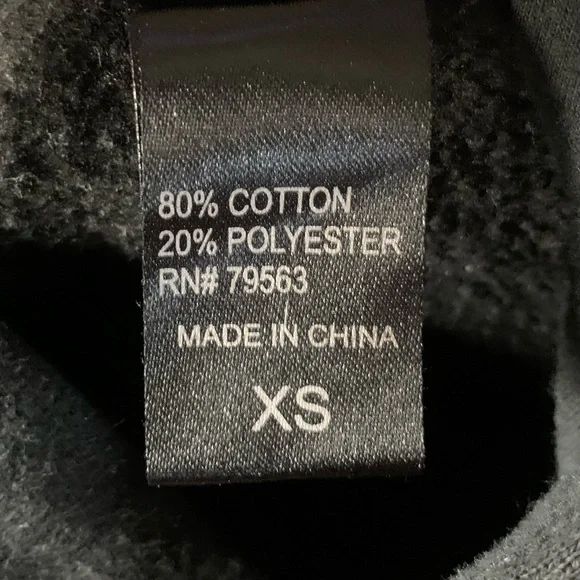 80% COTTON
20% POLYESTER
RN# 79563
MADE IN CHINA
XS